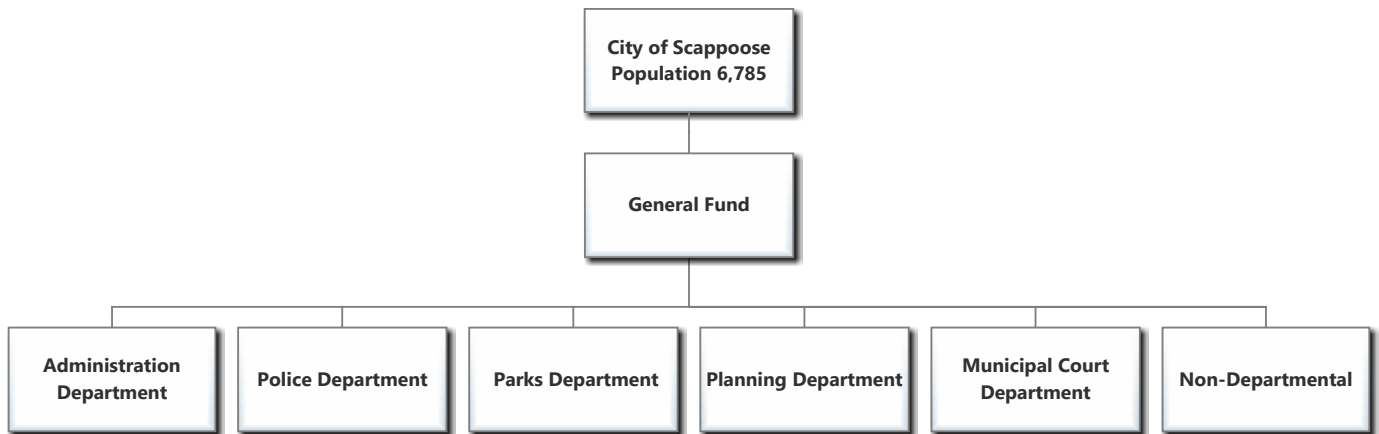 City of Scappoose
Population 6,785
General Fund
Administration
Department
Police Department
Parks Department
Planning Department
Municipal Court
Department
Non-Departmental